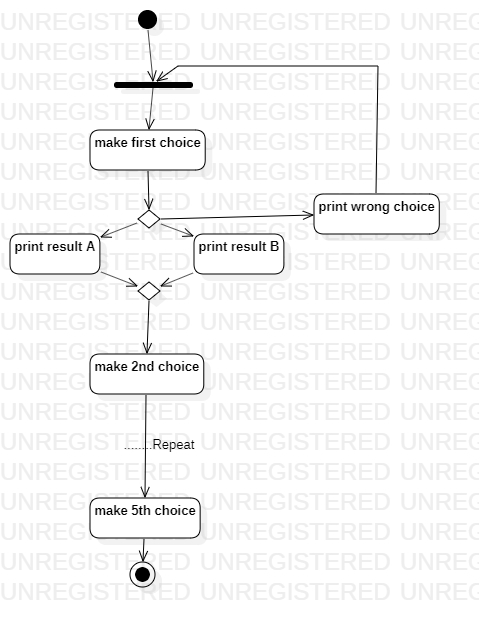 UNREGISTERED UNREGISTERED UNREG
make first choice
print wrong choice
print result A
print result B
make 2nd choice
........Repeat
make 5th choice